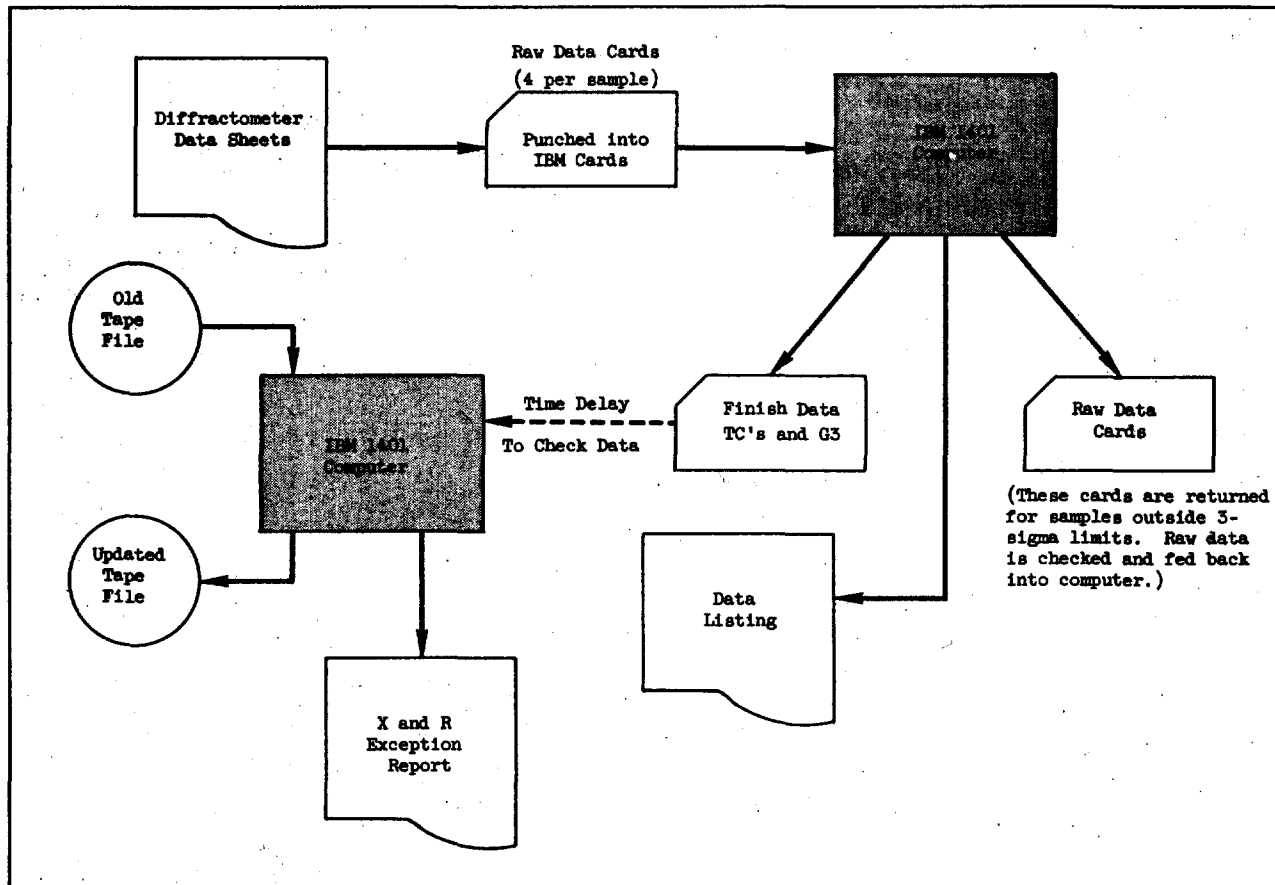 Raw Data Cards
(4 per sample)
Diffractometer
Data Sheets
Punched into
IBM Cards
IBM 1401
Computer
Old
Tape
File
Time Delay
To Check Data
Finish Data
TC's and G3
Raw Data
Cards
IBM 1401
Computer
(These cards are returned
for samples outside 3-
sigma limits. Raw data
is checked and fed back
into computer.)
Updated
Tape
File
Data
Listing
X and R
Exception
Report